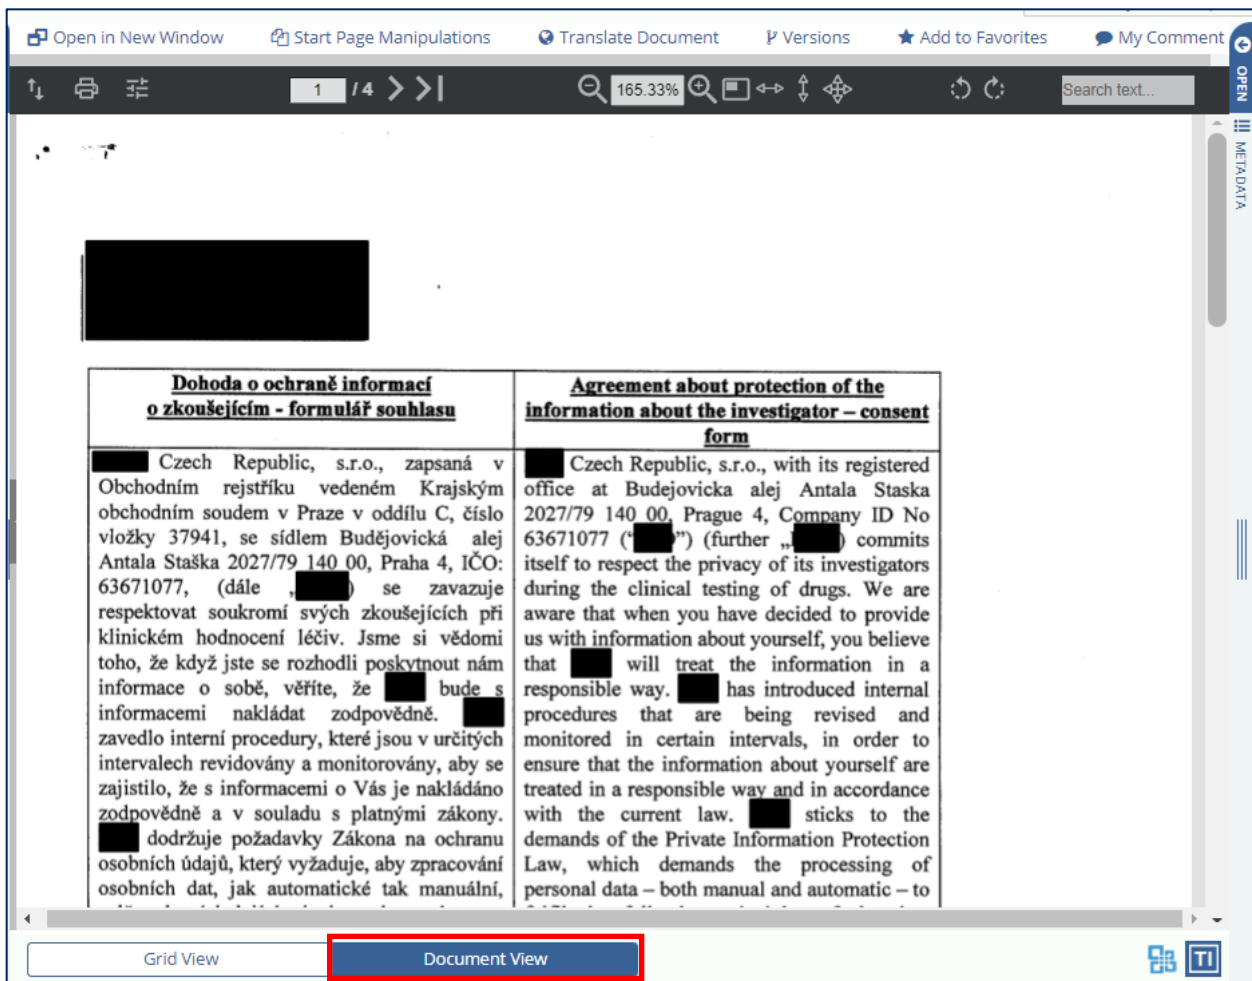 Open in New Window Start Page Manipulations Translate Document Versions Add to Favorites My Comment
OPEN
METADATA
1 / 4 165.33% Search text...
Dohoda o ochraně informací
o zkoušejícím - formulář souhlasu
Czech Republic, s.r.o., zapsaná v
Obchodním rejstříku vedeném Krajským
obchodním soudem v Praze v oddílu C, číslo
vložky 37941, se sídlem Budějovická alej
Antala Staška 2027/79 140 00, Praha 4, IČO:
63671077, (dále „ ) se zavazuje
respektovat soukromí svých zkoušejících při
klinickém hodnocení léčiv. Jsme si vědomi
toho, že když jste se rozhodli poskytnout nám
informace o sobě, věříte, že bude s
informacemi nakládat zodpovědně.
zavedlo interní procedury, které jsou v určitých
intervalech revidovány a monitorovány, aby se
zajistilo, že s informacemi o Vás je nakládáno
zodpovědně a v souladu s platnými zákony.
dodržuje požadavky Zákona na ochranu
osobních údajů, který vyžaduje, aby zpracování
osobních dat, jak automatické tak manuální,
Agreement about protection of the
information about the investigator – consent
form
Czech Republic, s.r.o., with its registered
office at Budejovicka alej Antala Staska
2027/79 140 00, Prague 4, Company ID No
63671077 (“ ”) (further „ ) commits
itself to respect the privacy of its investigators
during the clinical testing of drugs. We are
aware that when you have decided to provide
us with information about yourself, you believe
that will treat the information in a
responsible way. has introduced internal
procedures that are being revised and
monitored in certain intervals, in order to
ensure that the information about yourself are
treated in a responsible way and in accordance
with the current law. sticks to the
demands of the Private Information Protection
Law, which demands the processing of
personal data – both manual and automatic – to
Grid View Document View
TI